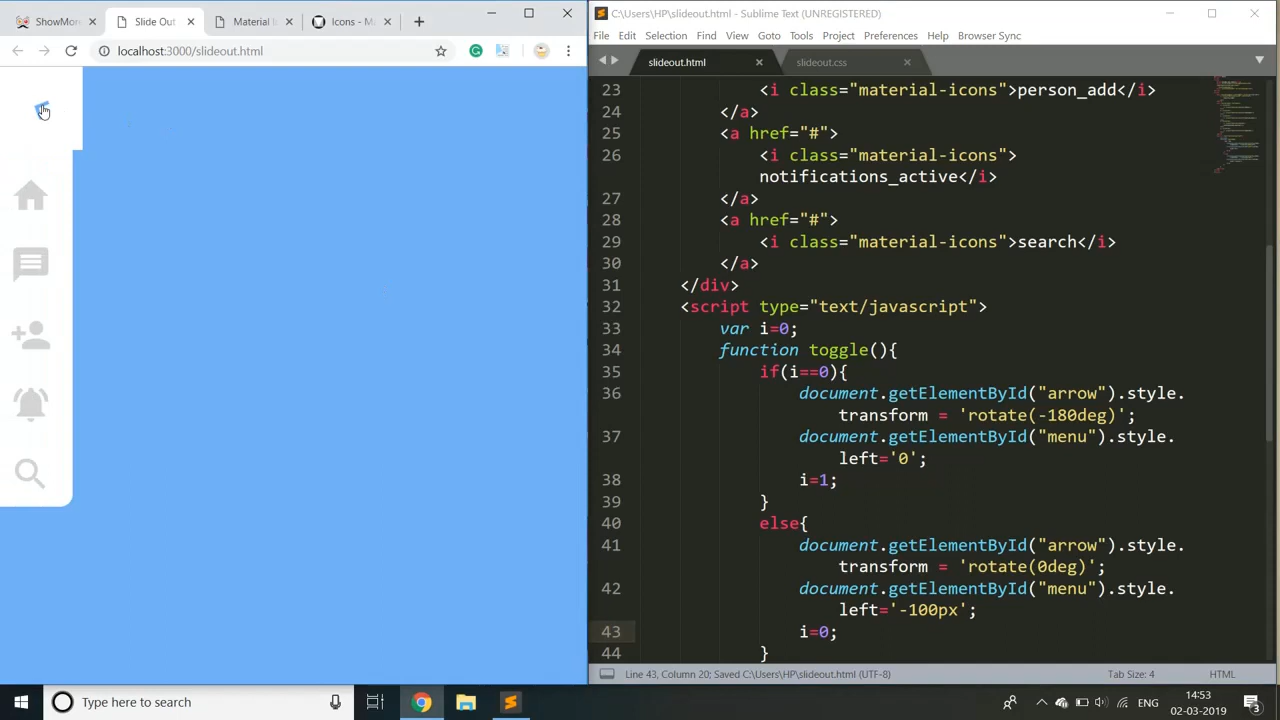 ShowMor
Slide Out
Material I
Icons - Ma
localhost:3000/slideout.html
C:\Users\HP\slideout.html - Sublime Text (UNREGISTERED)
File Edit Selection Find View Goto Tools Project Preferences Help Browser Sync
slideout.html
slideout.css
23 <i class="material-icons">person_add</i>
24 </a>
25 <a href="#">
26 <i class="material-icons">
notifications_active</i>
27 </a>
28 <a href="#">
29 <i class="material-icons">search</i>
30 </a>
31 </div>
32 <script type="text/javascript">
33 var i=0;
34 function toggle(){
35 if(i==0){
36 document.getElementById("arrow").style.
transform = 'rotate(-180deg)';
37 document.getElementById("menu").style.
left='0';
38 i=1;
39 }
40 else{
41 document.getElementById("arrow").style.
transform = 'rotate(0deg)';
42 document.getElementById("menu").style.
left='-100px';
43 i=0;
44 }
Line 43, Column 20; Saved C:\Users\HP\slideout.html (UTF-8)
Tab Size: 4
HTML
Type here to search
ENG
14:53
02-03-2019
3